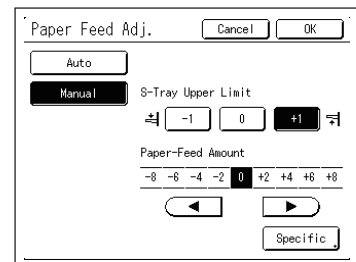 Paper Feed Adj. Cancel OK
Auto
Manual
S-Tray Upper Limit
-1 0 +1
Paper-Feed Amount
-8 -6 -4 -2 0 +2 +4 +6 +8
Specific